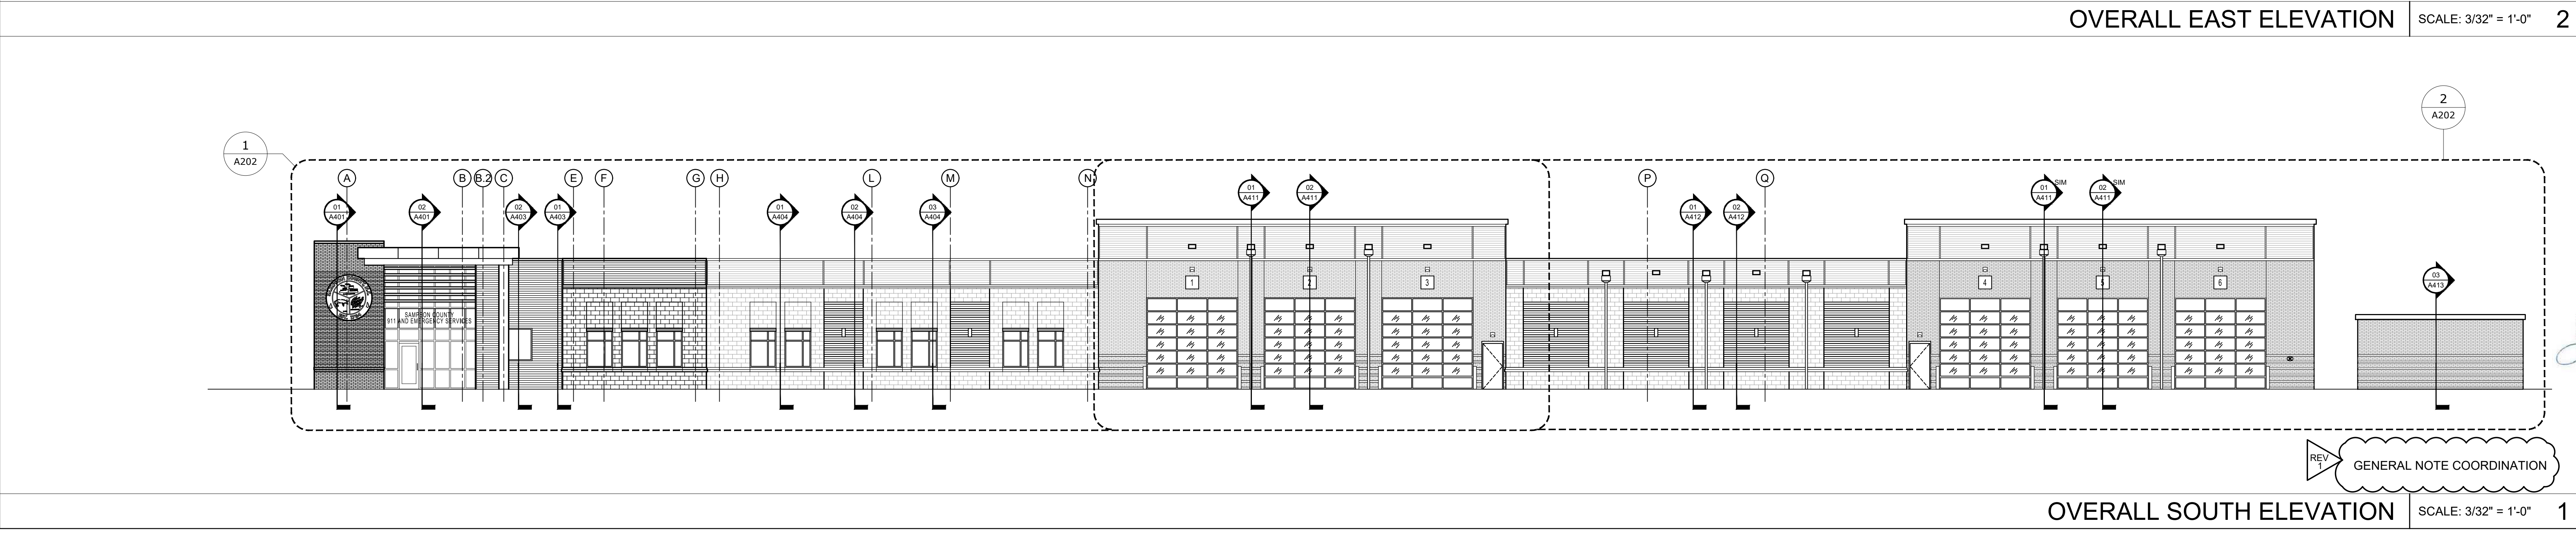 OVERALL EAST ELEVATION SCALE: 3/32" = 1'-0" 2
2
A202
1
A202
A B B.2 C E F G H L M N P Q
01
A401
02
A401
02
A403
01
A403
01
A404
02
A404
03
A404
01
A411
02
A411
01
A412
02
A412
01 SIM
A411
02 SIM
A411
03
A413
1 2 3 4 5 6
SAMPSON COUNTY
911 AND EMERGENCY SERVICES
REV
1
GENERAL NOTE COORDINATION
OVERALL SOUTH ELEVATION SCALE: 3/32" = 1'-0" 1